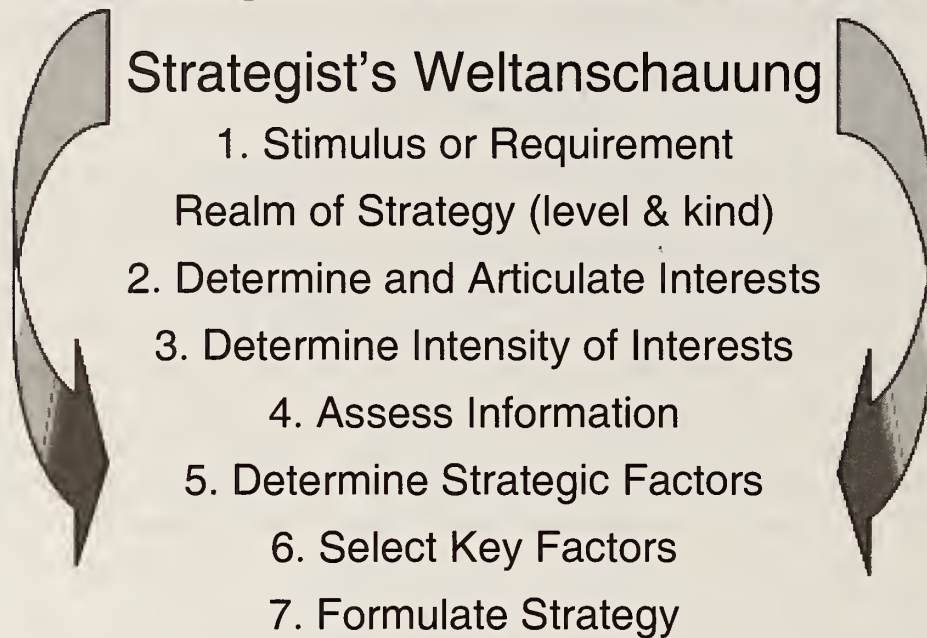 Strategist's Weltanschauung
1. Stimulus or Requirement
Realm of Strategy (level & kind)
2. Determine and Articulate Interests
3. Determine Intensity of Interests
4. Assess Information
5. Determine Strategic Factors
6. Select Key Factors
7. Formulate Strategy